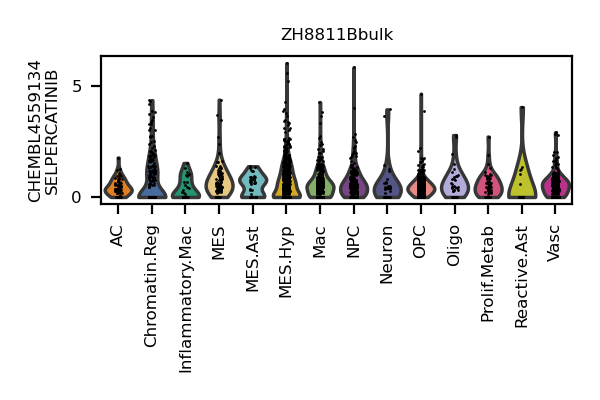 ZH8811Bbulk
CHEMBL4559134
SELPERCATINIB
5
0
AC
Chromatin.Reg
Inflammatory.Mac
MES
MES.Ast
MES.Hyp
Mac
NPC
Neuron
OPC
Oligo
Prolif.Metab
Reactive.Ast
Vasc